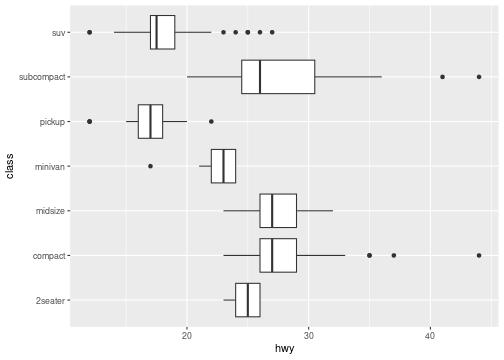 suv
subcompact
pickup
minivan
midsize
compact
2seater
class
20 30 40
hwy